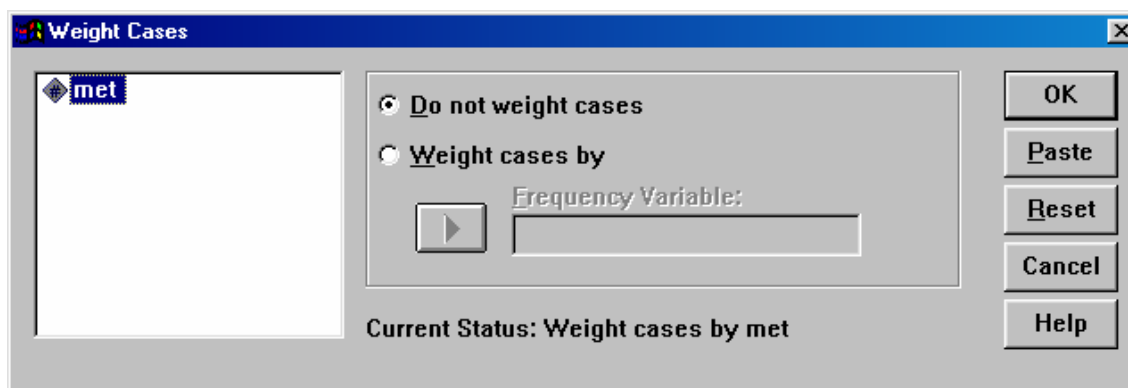 Weight Cases
met
Do not weight cases
Weight cases by
Frequency Variable:
Current Status: Weight cases by met
OK
Paste
Reset
Cancel
Help